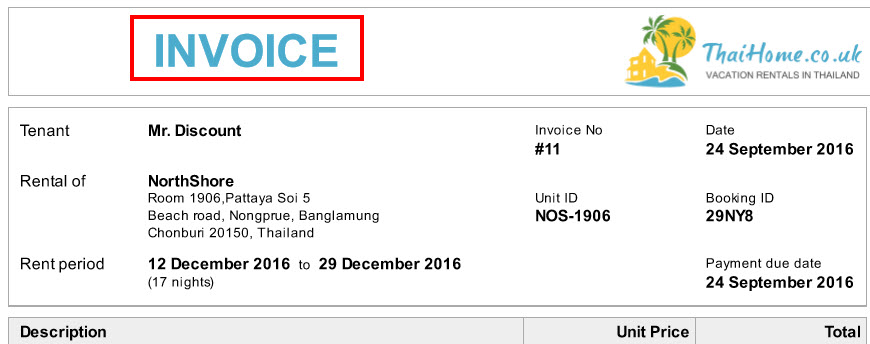 INVOICE
ThaiHome.co.uk
VACATION RENTALS IN THAILAND
Tenant Mr. Discount Invoice No Date
#11 24 September 2016
Rental of NorthShore
Room 1906,Pattaya Soi 5 Unit ID Booking ID
Beach road, Nongprue, Banglamung NOS-1906 29NY8
Chonburi 20150, Thailand
Rent period 12 December 2016 to 29 December 2016 Payment due date
(17 nights) 24 September 2016
Description Unit Price Total